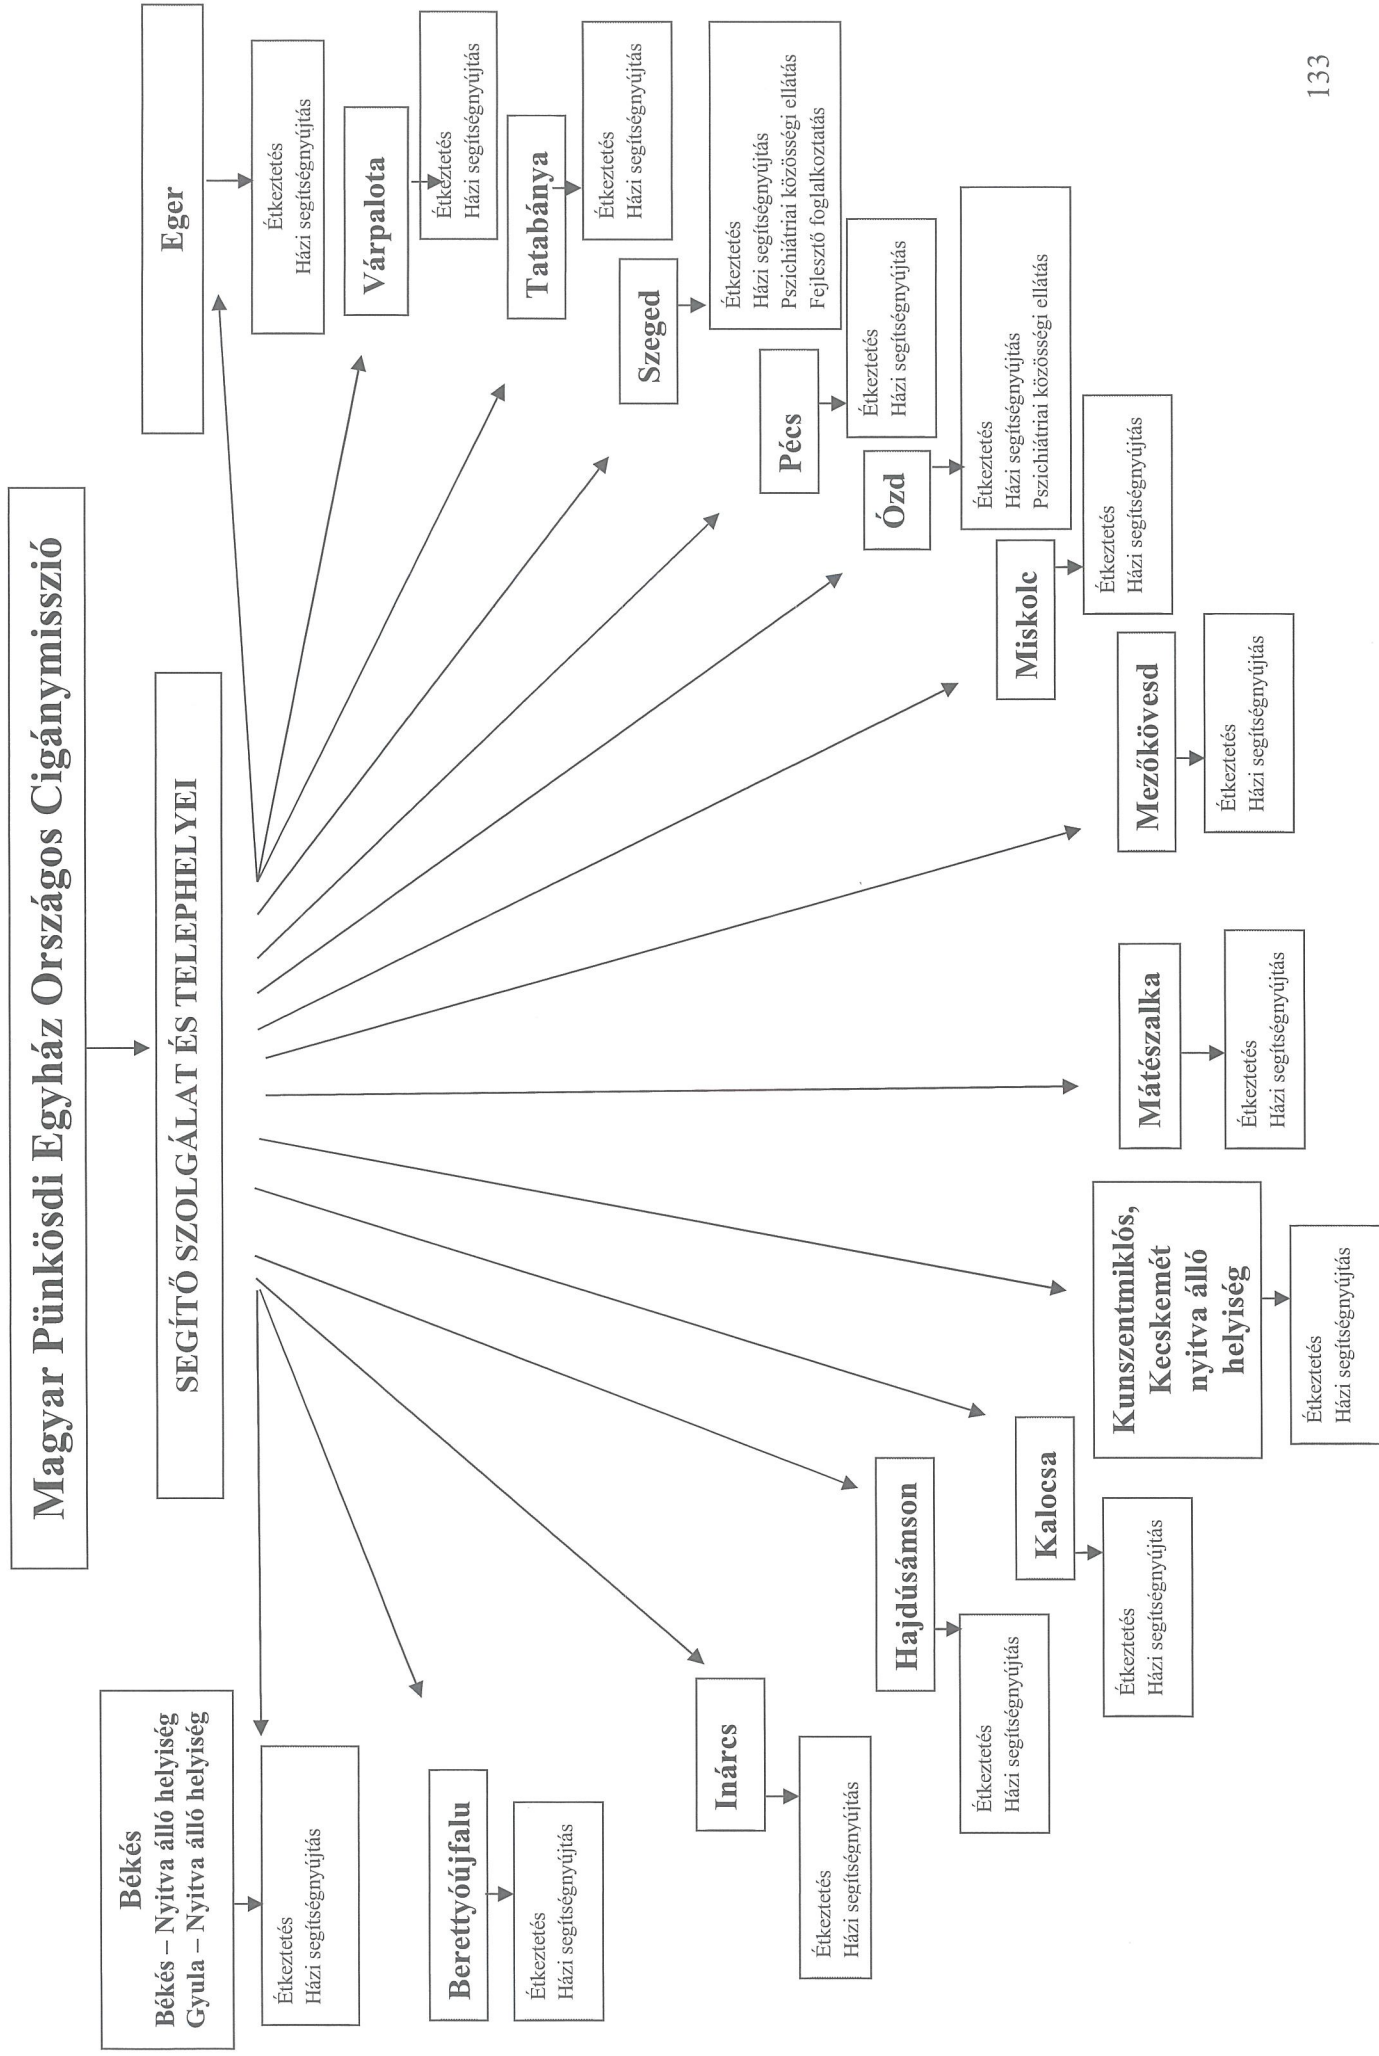 Magyar Pünkösdi Egyház Országos Cigánymisszió
SEGÍTŐ SZOLGÁLAT ÉS TELEPHELYEI
Békés
Békés – Nyitva álló helyiség
Gyula – Nyitva álló helyiség
Étkeztetés
Házi segítségnyújtás
Berettyóújfalu
Étkeztetés
Házi segítségnyújtás
Inárcs
Étkeztetés
Házi segítségnyújtás
Hajdúsámson
Étkeztetés
Házi segítségnyújtás
Kalocsa
Étkeztetés
Házi segítségnyújtás
Kunszentmiklós,
Kecskemét
nyitva álló
helyiség
Étkeztetés
Házi segítségnyújtás
Mátészalka
Étkeztetés
Házi segítségnyújtás
Mezőkövesd
Étkeztetés
Házi segítségnyújtás
Miskolc
Étkeztetés
Házi segítségnyújtás
Ózd
Étkeztetés
Házi segítségnyújtás
Pszichiátriai közösségi ellátás
Pécs
Étkeztetés
Házi segítségnyújtás
Szeged
Étkeztetés
Házi segítségnyújtás
Pszichiátriai közösségi ellátás
Fejlesztő foglalkoztatás
Tatabánya
Étkeztetés
Házi segítségnyújtás
Várpalota
Étkeztetés
Házi segítségnyújtás
Eger
Étkeztetés
Házi segítségnyújtás
133